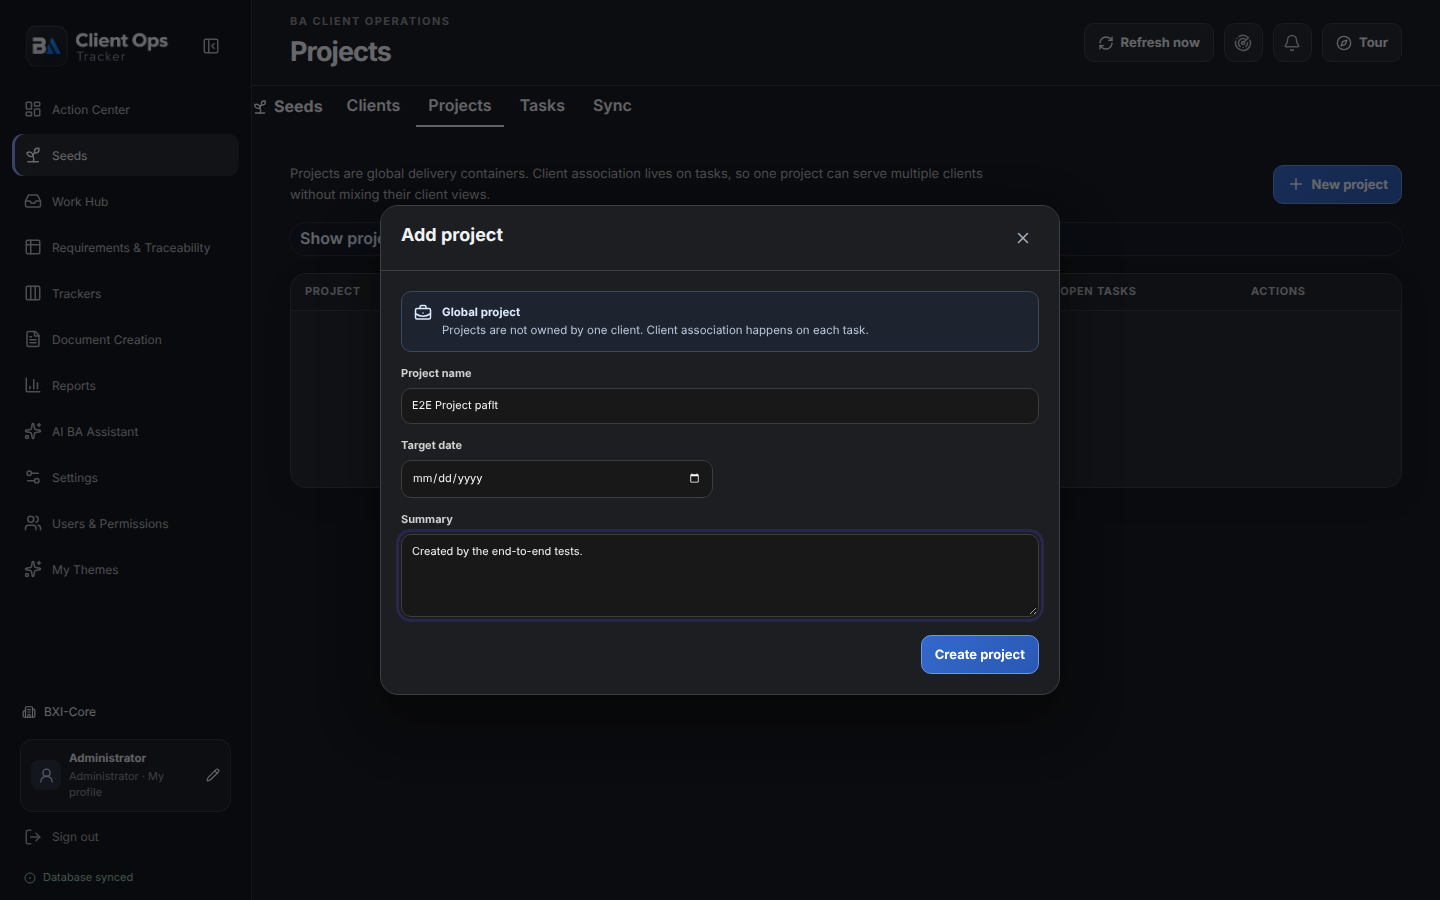 BA Client Ops
Tracker
Action Center
Seeds
Work Hub
Requirements & Traceability
Trackers
Document Creation
Reports
AI BA Assistant
Settings
Users & Permissions
My Themes
BXI-Core
Administrator
Administrator · My
profile
Sign out
Database synced
BA CLIENT OPERATIONS
Projects
Refresh now
Tour
Seeds Clients Projects Tasks Sync
Projects are global delivery containers. Client association lives on tasks, so one project can serve multiple clients
without mixing their client views.
New project
Show proj
PROJECT OPEN TASKS ACTIONS
Add project
Global project
Projects are not owned by one client. Client association happens on each task.
Project name
E2E Project paflt
Target date
mm/dd/yyyy
Summary
Created by the end-to-end tests.
Create project